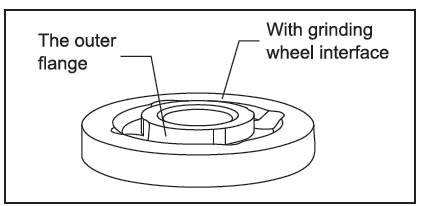 The outer
flange
With grinding
wheel interface